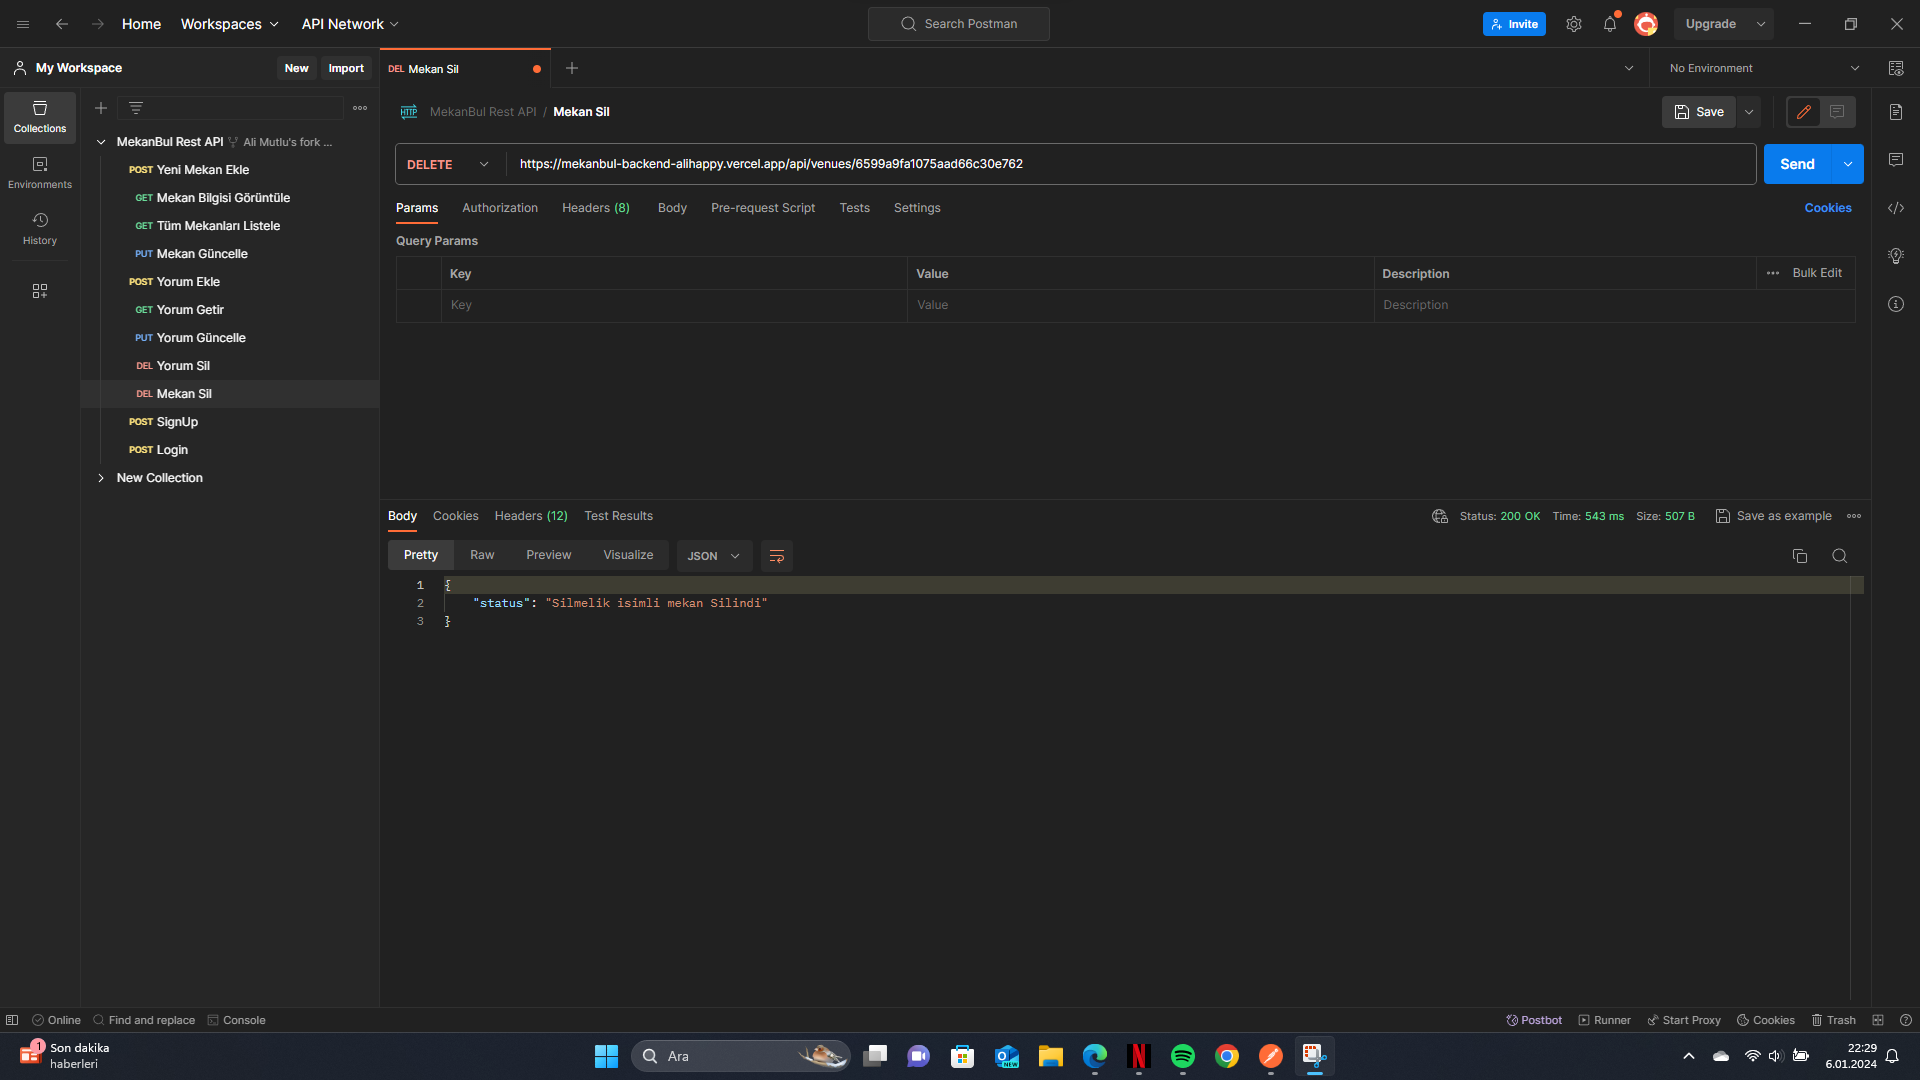 Home Workspaces API Network Search Postman Invite Upgrade
My Workspace New Import DEL Mekan Sil No Environment
Collections
Environments
History
MekanBul Rest API Ali Mutlu's fork ...
POST Yeni Mekan Ekle
GET Mekan Bilgisi Görüntüle
GET Tüm Mekanları Listele
PUT Mekan Güncelle
POST Yorum Ekle
GET Yorum Getir
PUT Yorum Güncelle
DEL Yorum Sil
DEL Mekan Sil
POST SignUp
POST Login
New Collection
HTTP MekanBul Rest API / Mekan Sil Save
DELETE https://mekanbul-backend-alihappy.vercel.app/api/venues/6599a9fa1075aad66c30e762 Send
Params Authorization Headers (8) Body Pre-request Script Tests Settings Cookies
Query Params
Key Value Description Bulk Edit
Key Value Description
Body Cookies Headers (12) Test Results Status: 200 OK Time: 543 ms Size: 507 B Save as example
Pretty Raw Preview Visualize JSON
1 {
2 "status": "Silmelik isimli mekan Silindi"
3 }
Online Find and replace Console Postbot Runner Start Proxy Cookies Trash
1 Son dakika
haberleri
Ara
NEW
22:29
6.01.2024